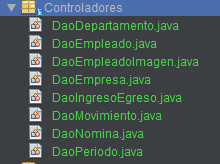 Controladores
DaoDepartamento.java
DaoEmpleado.java
DaoEmpleadoImagen.java
DaoEmpresa.java
DaoIngresoEgreso.java
DaoMovimiento.java
DaoNomina.java
DaoPeriodo.java